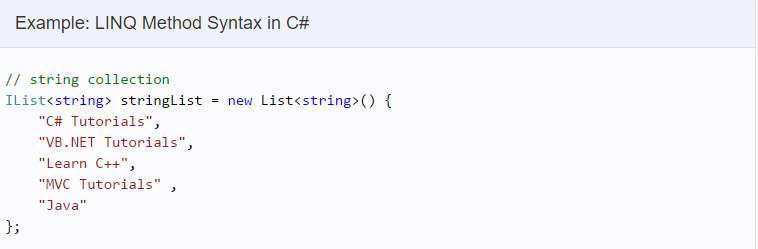 Example: LINQ Method Syntax in C#
// string collection
IList<string> stringList = new List<string>() {
    "C# Tutorials",
    "VB.NET Tutorials",
    "Learn C++",
    "MVC Tutorials" ,
    "Java"
};